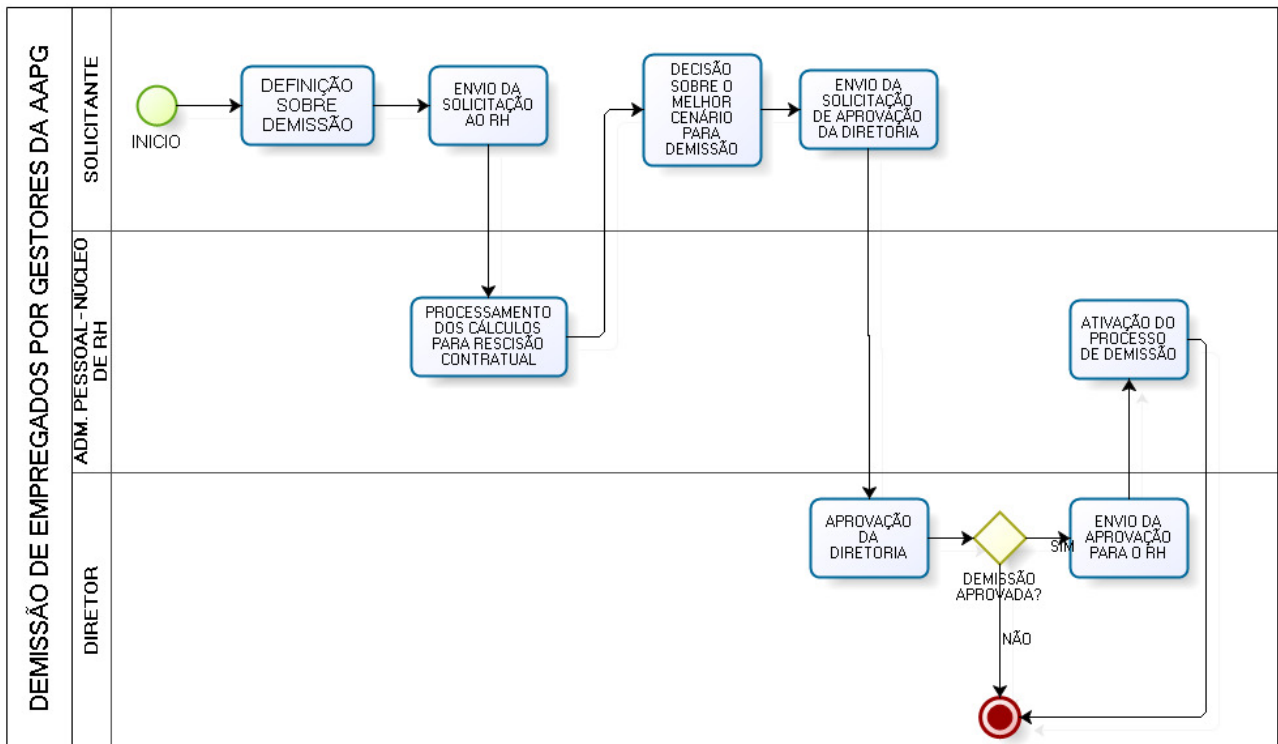 DEMISSÃO DE EMPREGADOS POR GESTORES DA AAPG
SOLICITANTE
INICIO
DEFINIÇÃO
SOBRE
DEMISSÃO
ENVIO DA
SOLICITAÇÃO
AO RH
DECISÃO
SOBRE O
MELHOR
CENÁRIO
PARA
DEMISSÃO
ENVIO DA
SOLICITAÇÃO
DE APROVAÇÃO
DA DIRETORIA
ADM. PESSOAL - NÚCLEO
DE RH
PROCESSAMENTO
DOS CÁLCULOS
PARA RESCISÃO
CONTRATUAL
ATIVAÇÃO DO
PROCESSO
DE DEMISSÃO
DIRETOR
APROVAÇÃO
DA
DIRETORIA
DEMISSÃO
APROVADA?
SIM
ENVIO DA
APROVAÇÃO
PARA O RH
NÃO